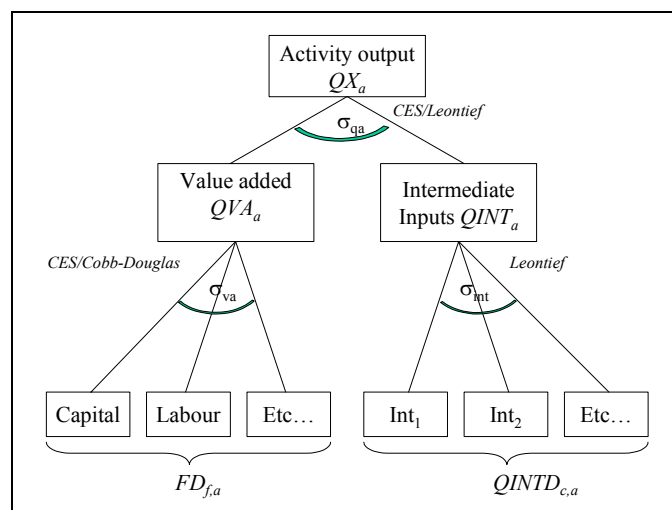 Activity output
QXₐ
CES/Leontief
σqa
Value added
QVAₐ
Intermediate
Inputs QINTₐ
CES/Cobb-Douglas
Leontief
σva
σint
Capital
Labour
Etc…
Int₁
Int₂
Etc…
FDf,a
QINTDc,a